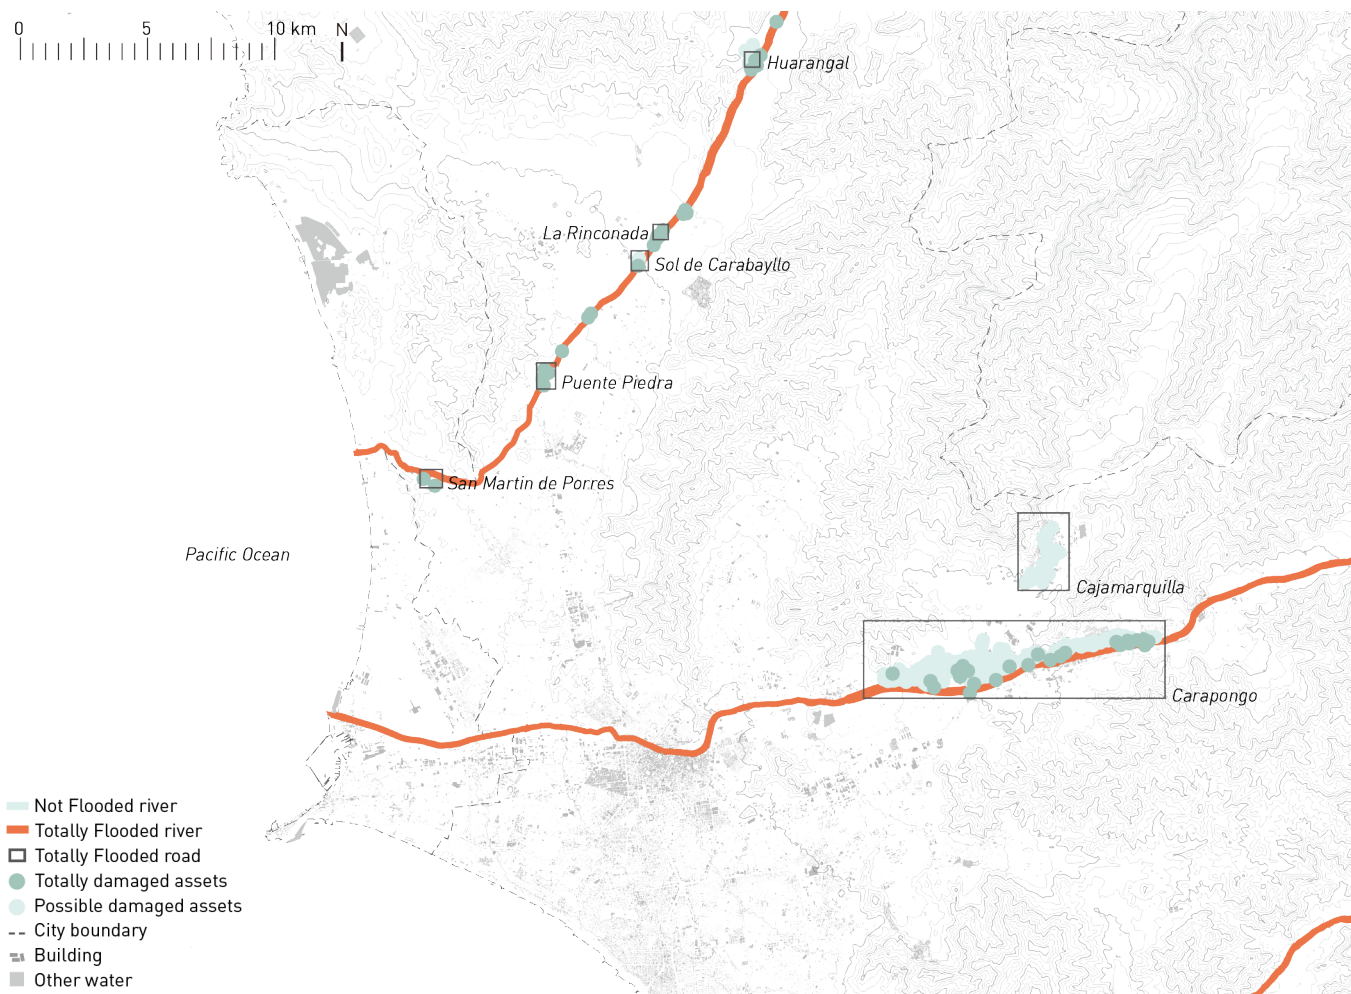 0 5 10 km N
Huarangal
La Rinconada
Sol de Carabayllo
Puente Piedra
San Martin de Porres
Pacific Ocean
Cajamarquilla
Carapongo
Not Flooded river
Totally Flooded river
Totally Flooded road
Totally damaged assets
Possible damaged assets
City boundary
Building
Other water